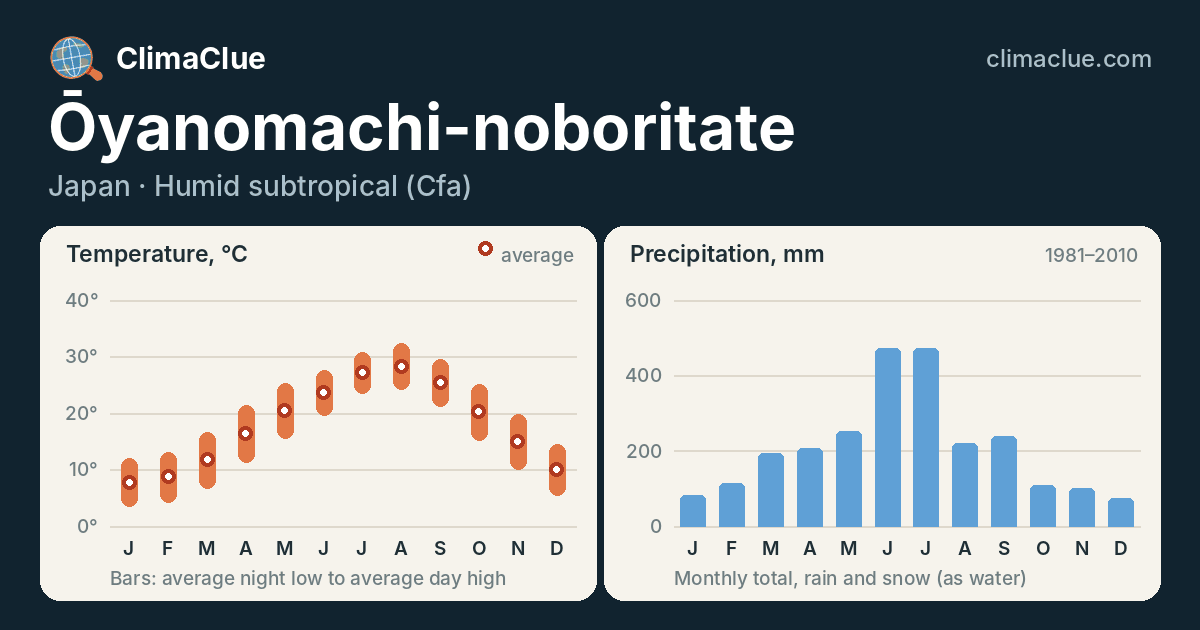 ClimaClue
climaclue.com
Ōyanomachi-noboritate
Japan · Humid subtropical (Cfa)
Temperature, °C
average
40°
30°
20°
10°
0°
J F M A M J J A S O N D
Bars: average night low to average day high
Precipitation, mm
1981–2010
600
400
200
0
J F M A M J J A S O N D
Monthly total, rain and snow (as water)